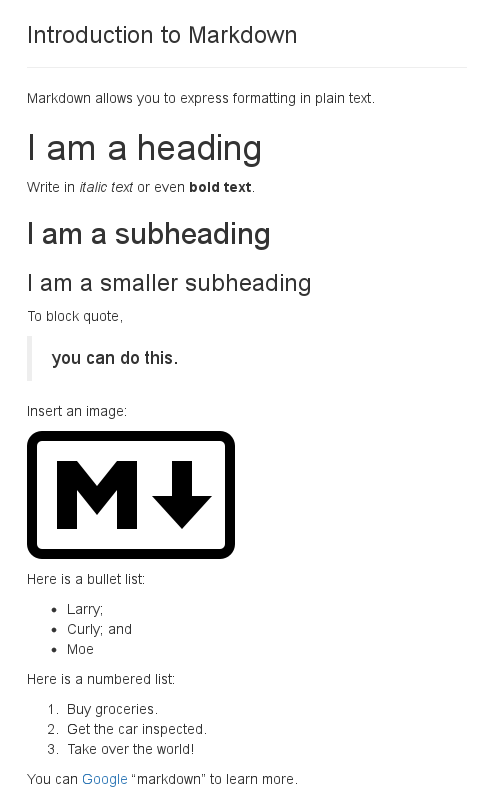 Introduction to Markdown
Markdown allows you to express formatting in plain text.
I am a heading
Write in italic text or even bold text.
I am a subheading
I am a smaller subheading
To block quote,
you can do this.
Insert an image:
M
Here is a bullet list:
• Larry;
• Curly; and
• Moe
Here is a numbered list:
1. Buy groceries.
2. Get the car inspected.
3. Take over the world!
You can Google “markdown” to learn more.